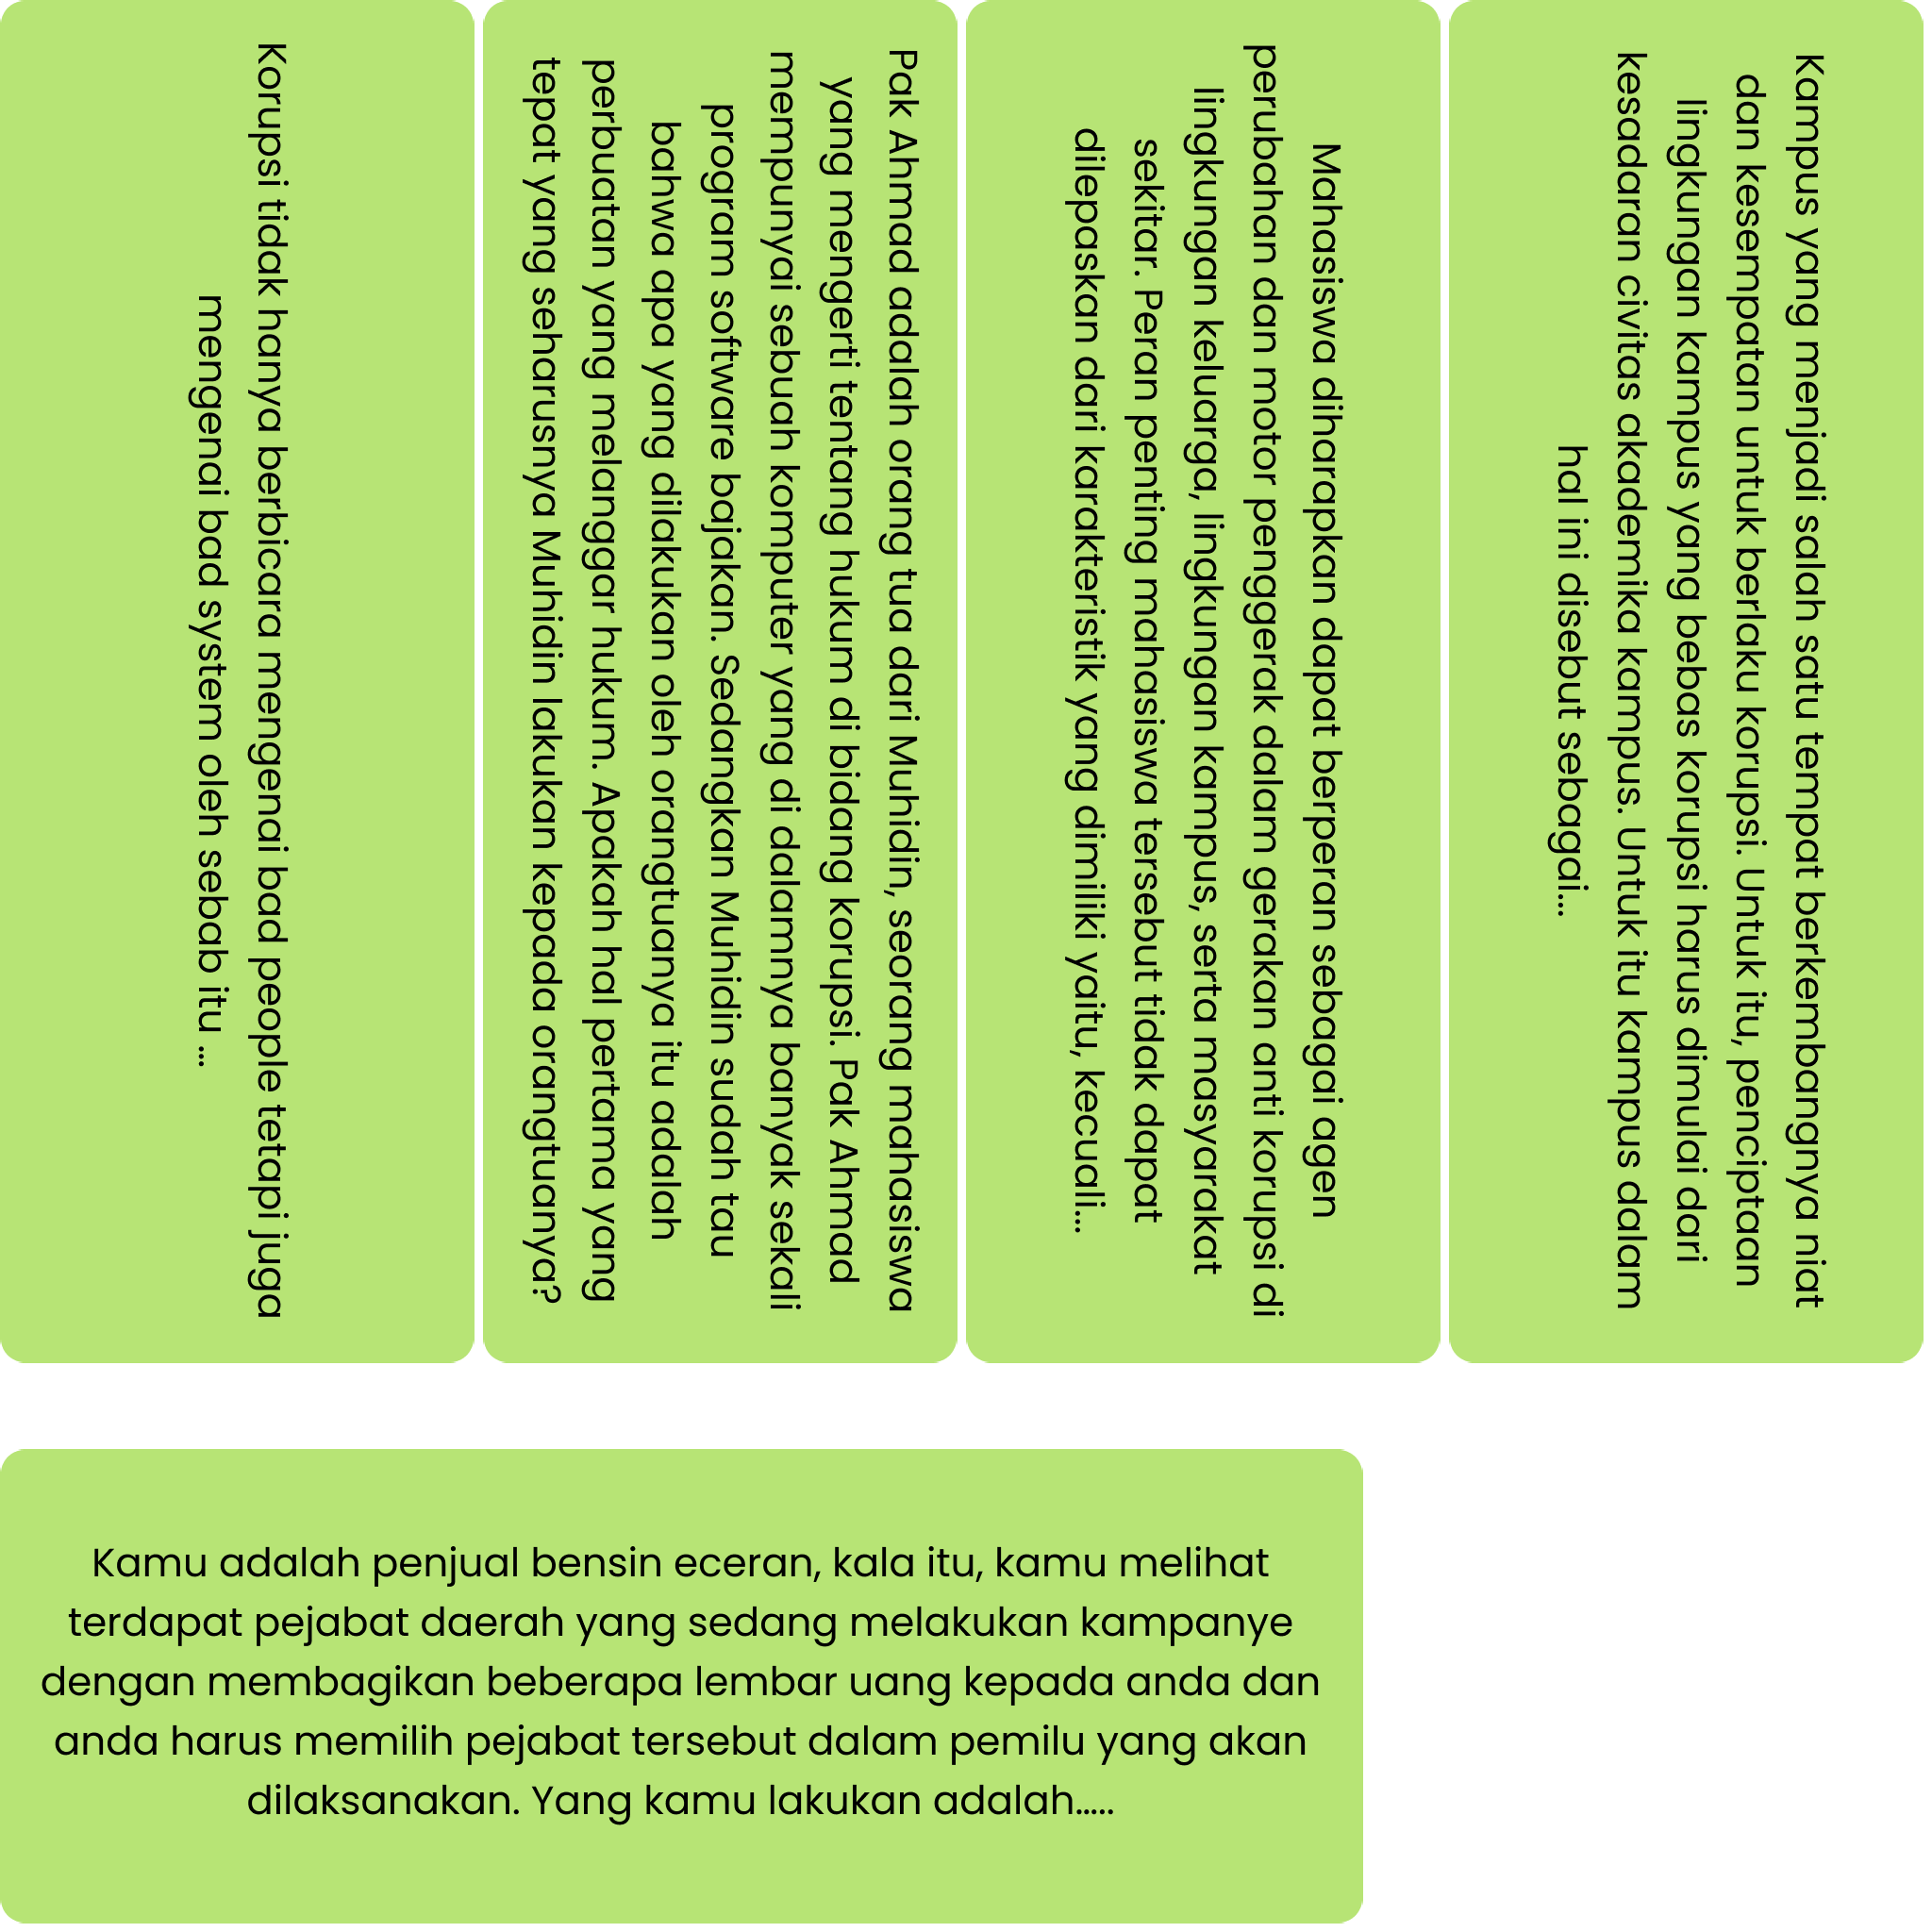 Korupsi tidak hanya berbicara mengenai bad people tetapi juga
mengenai bad system oleh sebab itu ...
Pak Ahmad adalah orang tua dari Muhidin, seorang mahasiswa
yang mengerti tentang hukum di bidang korupsi. Pak Ahmad
mempunyai sebuah komputer yang di dalamnya banyak sekali
program software bajakan. Sedangkan Muhidin sudah tau
bahwa apa yang dilakukan oleh orangtuanya itu adalah
perbuatan yang melanggar hukum. Apakah hal pertama yang
tepat yang seharusnya Muhidin lakukan kepada orangtuanya?
Mahasiswa diharapkan dapat berperan sebagai agen
perubahan dan motor penggerak dalam gerakan anti korupsi di
lingkungan keluarga, lingkungan kampus, serta masyarakat
sekitar. Peran penting mahasiswa tersebut tidak dapat
dilepaskan dari karakteristik yang dimiliki yaitu, kecuali...
Kampus yang menjadi salah satu tempat berkembangnya niat
dan kesempatan untuk berlaku korupsi. Untuk itu, penciptaan
lingkungan kampus yang bebas korupsi harus dimulai dari
kesadaran civitas akademika kampus. Untuk itu kampus dalam
hal ini disebut sebagai...
Kamu adalah penjual bensin eceran, kala itu, kamu melihat
terdapat pejabat daerah yang sedang melakukan kampanye
dengan membagikan beberapa lembar uang kepada anda dan
anda harus memilih pejabat tersebut dalam pemilu yang akan
dilaksanakan. Yang kamu lakukan adalah.....